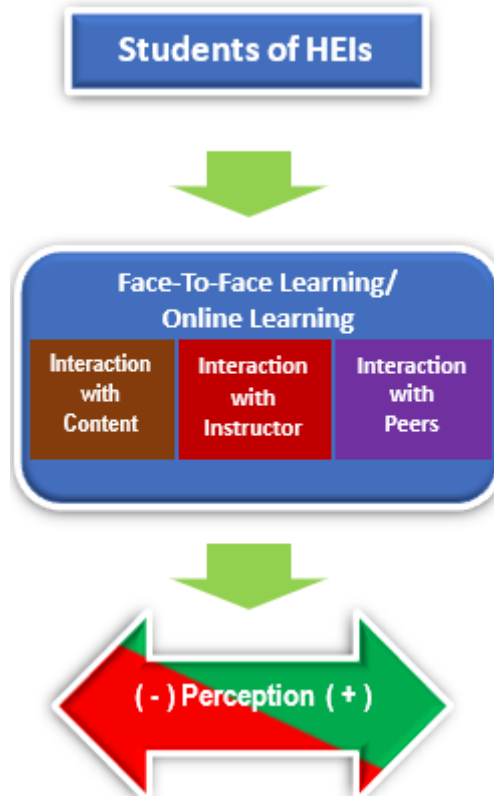 Students of HEIs
Face-To-Face Learning/
Online Learning
Interaction
with
Content
Interaction
with
Instructor
Interaction
with
Peers
( - ) Perception ( + )